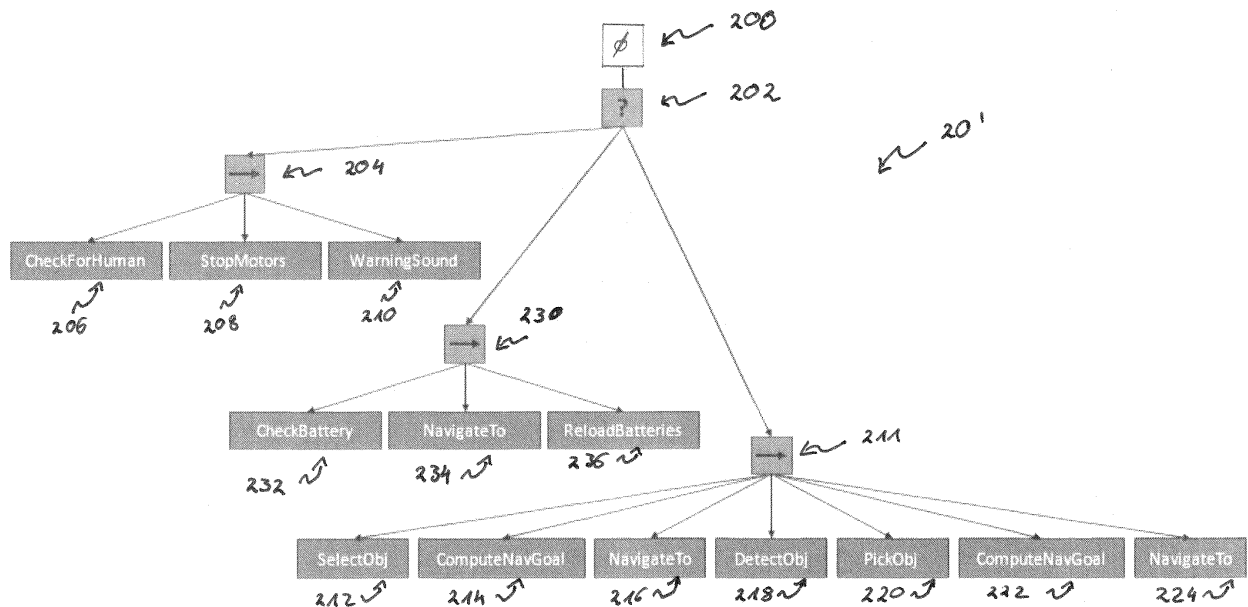 ϕ 200
? 202
20'
→ 204
CheckForHuman StopMotors WarningSound
206 208 210
→ 230
CheckBattery NavigateTo ReloadBatteries
232 234 236
→ 211
SelectObj ComputeNavGoal NavigateTo DetectObj PickObj ComputeNavGoal NavigateTo
212 214 216 218 220 222 224